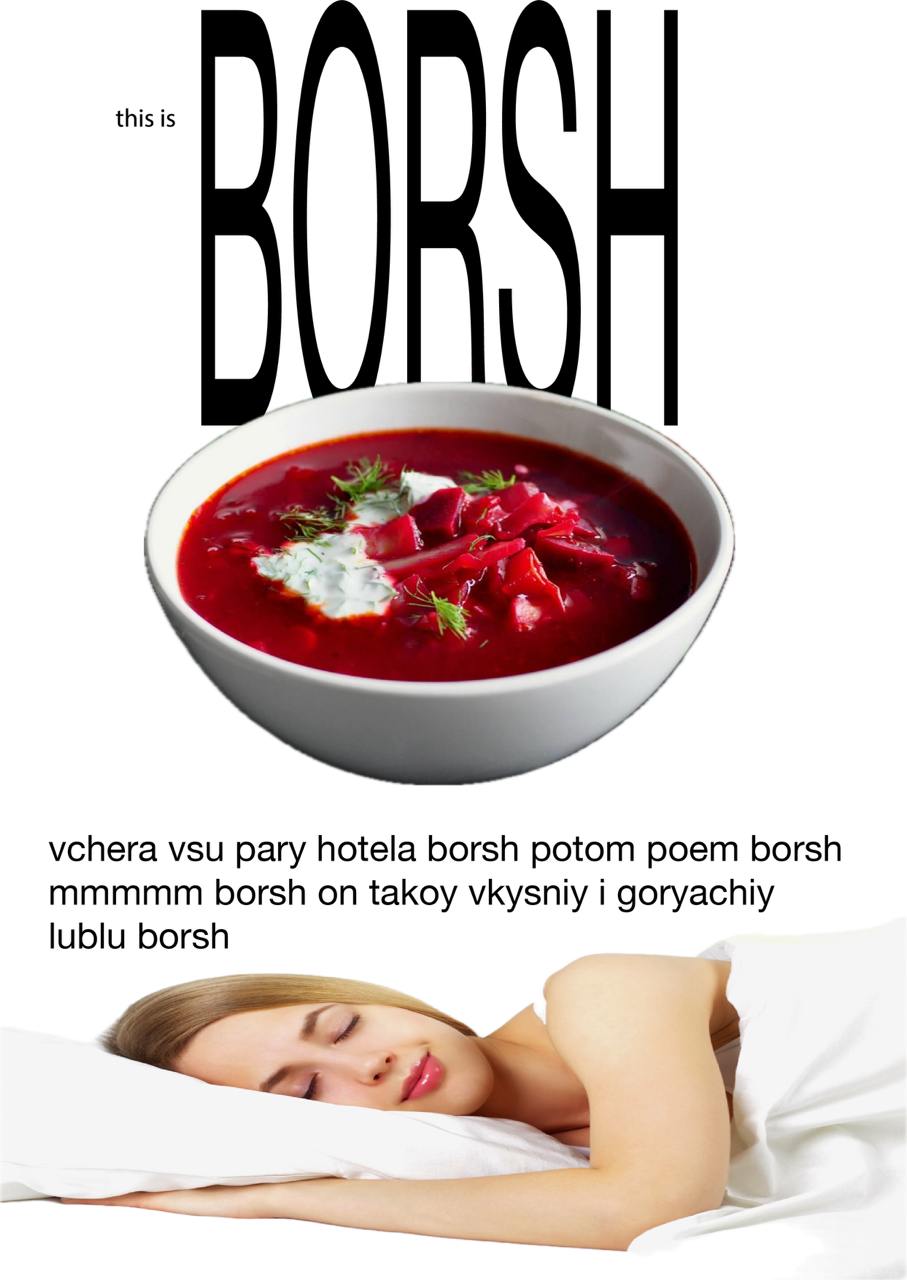 this is
BORSH
vchera vsu pary hotela borsh potom poem borsh
mmmmm borsh on takoy vkysniy i goryachiy
lublu borsh